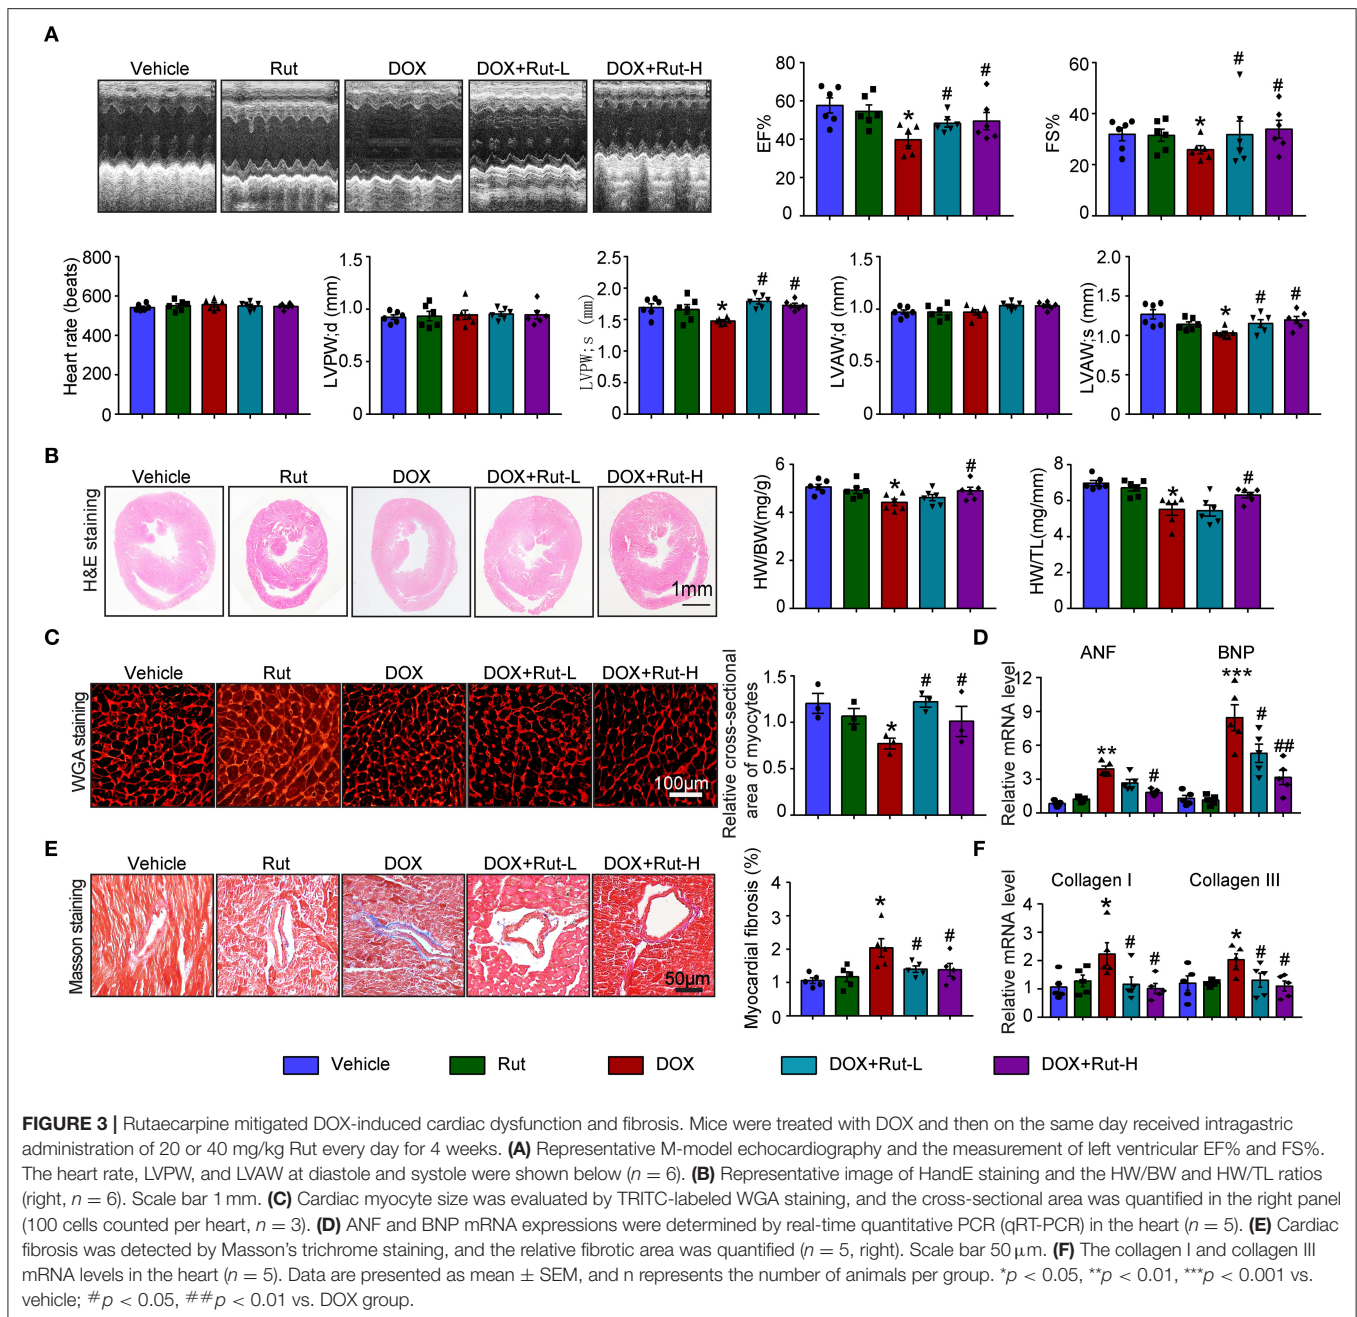 A
Vehicle Rut DOX DOX+Rut-L DOX+Rut-H
EF%
80
60
40
20
0
* # #
FS%
60
40
20
0
* # #
Heart rate (beats)
800
600
400
200
0
LVPW;d (mm)
1.5
1.0
0.5
0
LVPW;s (mm)
2.5
2.0
1.5
1.0
0.5
0
* # #
LVAW;d (mm)
1.5
1.0
0.5
0
LVAW;s (mm)
2.0
1.5
1.0
0.5
0
* # #
B
Vehicle Rut DOX DOX+Rut-L DOX+Rut-H
H&E staining
1mm
HW/BW(mg/g)
6
4
2
0
* #
HW/TL(mg/mm)
8
6
4
2
0
* #
C
Vehicle Rut DOX DOX+Rut-L DOX+Rut-H
WGA staining
100μm
Relative cross-sectional
area of myocytes
1.5
1.0
0.5
0
* # #
D
ANF BNP
Relative mRNA level
12
9
6
3
0
** # *** # ##
E
Vehicle Rut DOX DOX+Rut-L DOX+Rut-H
Masson staining
50μm
Myocardial fibrosis (%)
4
3
2
1
0
* # #
F
Collagen I Collagen III
Relative mRNA level
4
3
2
1
0
* # # * # #
Vehicle Rut DOX DOX+Rut-L DOX+Rut-H
FIGURE 3 | Rutaecarpine mitigated DOX-induced cardiac dysfunction and fibrosis. Mice were treated with DOX and then on the same day received intragastric
administration of 20 or 40 mg/kg Rut every day for 4 weeks. (A) Representative M-model echocardiography and the measurement of left ventricular EF% and FS%.
The heart rate, LVPW, and LVAW at diastole and systole were shown below (n = 6). (B) Representative image of HandE staining and the HW/BW and HW/TL ratios
(right, n = 6). Scale bar 1 mm. (C) Cardiac myocyte size was evaluated by TRITC-labeled WGA staining, and the cross-sectional area was quantified in the right panel
(100 cells counted per heart, n = 3). (D) ANF and BNP mRNA expressions were determined by real-time quantitative PCR (qRT-PCR) in the heart (n = 5). (E) Cardiac
fibrosis was detected by Masson's trichrome staining, and the relative fibrotic area was quantified (n = 5, right). Scale bar 50 μm. (F) The collagen I and collagen III
mRNA levels in the heart (n = 5). Data are presented as mean ± SEM, and n represents the number of animals per group. *p < 0.05, **p < 0.01, ***p < 0.001 vs.
vehicle; #p < 0.05, ##p < 0.01 vs. DOX group.